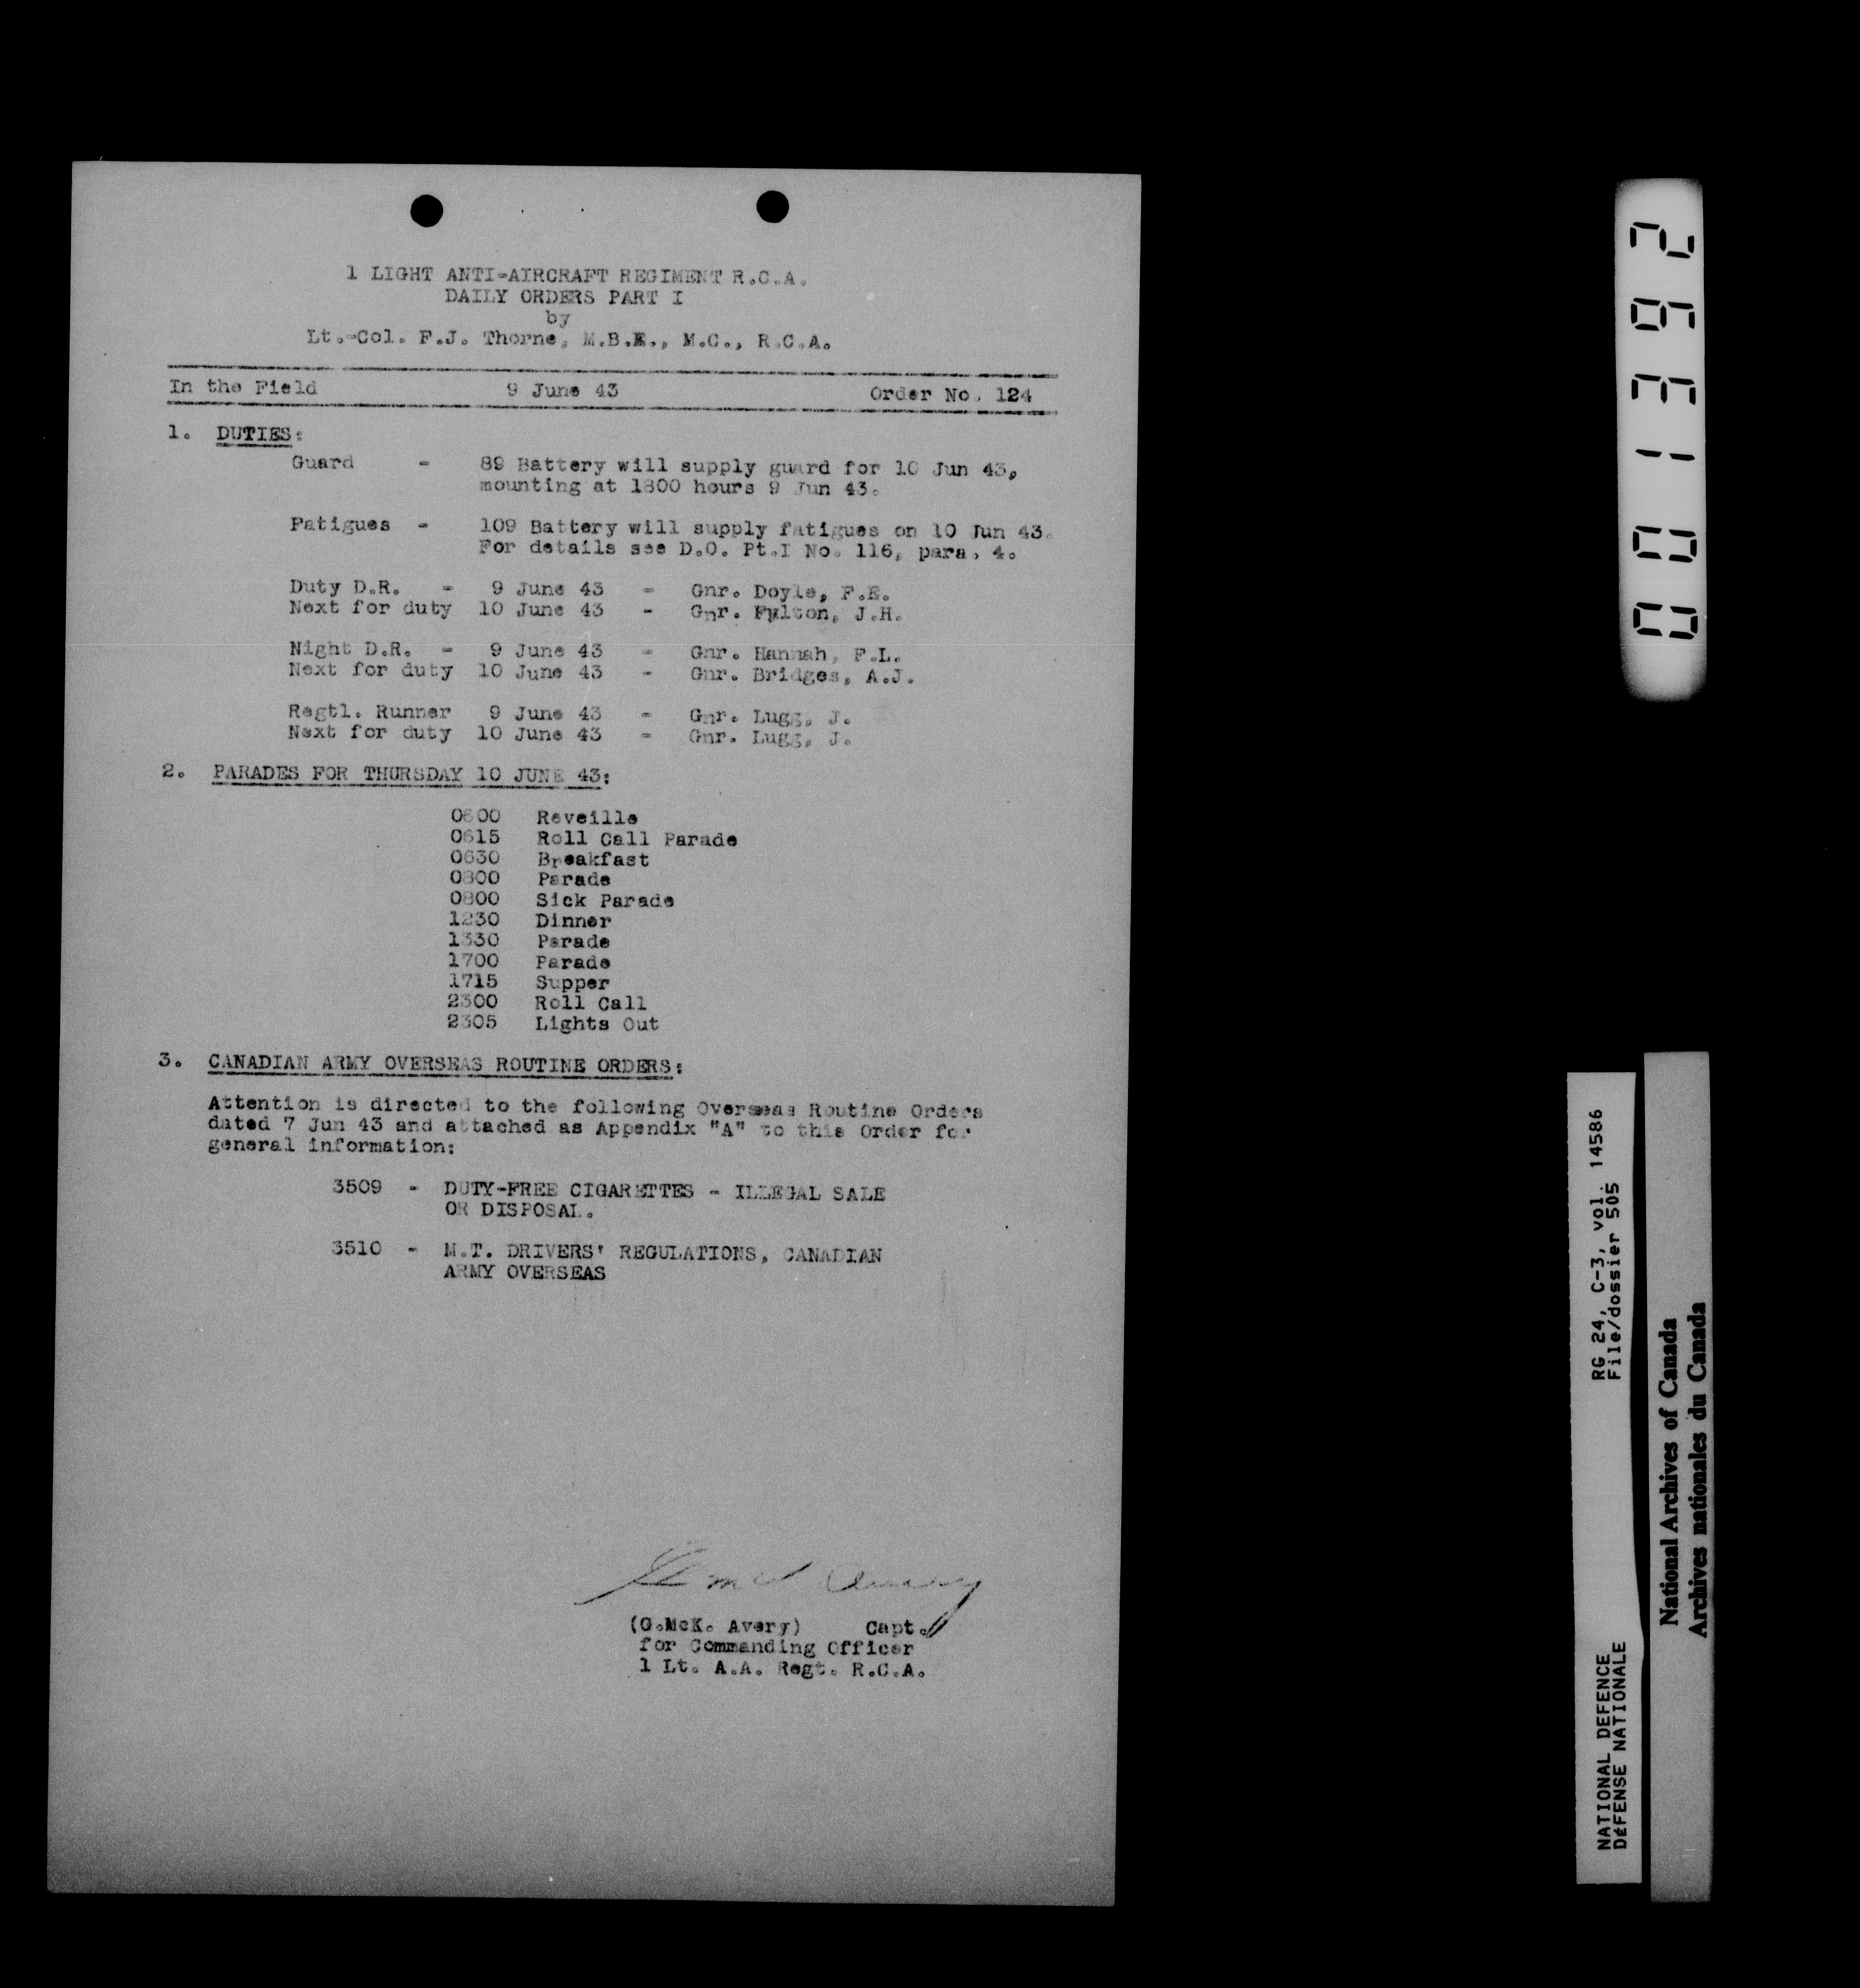 1 LIGHT ANTI-AIRCRAFT REGIMENT R.C.A.
DAILY ORDERS PART I
by
Lt.-Col. F.J. Thorne, M.B.E., M.C., R.C.A.
In the Field 9 June 43 Order No. 124
1. DUTIES:
Guard - 89 Battery will supply guard for 10 Jun 43,
mounting at 1800 hours 9 Jun 43.
Fatigues - 109 Battery will supply fatigues on 10 Jun 43.
For details see D.O. Pt.I No. 116, para. 4.
Duty D.R. - 9 June 43 - Gnr. Doyle, F.E.
Next for duty 10 June 43 - Gnr. Fulton, J.H.
Night D.R. - 9 June 43 - Gnr. Hannah, F.L.
Next for duty 10 June 43 - Gnr. Bridges, A.J.
Regtl. Runner 9 June 43 - Gnr. Lugg, J.
Next for duty 10 June 43 - Gnr. Lugg, J.
2. PARADES FOR THURSDAY 10 JUNE 43:
0600 Reveille
0615 Roll Call Parade
0630 Breakfast
0800 Parade
0800 Sick Parade
1230 Dinner
1330 Parade
1700 Parade
1715 Supper
2300 Roll Call
2305 Lights Out
3. CANADIAN ARMY OVERSEAS ROUTINE ORDERS:
Attention is directed to the following Overseas Routine Orders
dated 7 Jun 43 and attached as Appendix "A" to this Order for
general information:
3509 - DUTY-FREE CIGARETTES - ILLEGAL SALE
OR DISPOSAL.
3510 - M.T. DRIVERS' REGULATIONS, CANADIAN
ARMY OVERSEAS
(G.McK. Avery) Capt.
for Commanding Officer
1 Lt. A.A. Regt. R.C.A.
001392
NATIONAL DEFENCE RG 24, C-3, vol. 14586
DÉFENSE NATIONALE File/dossier 505
National Archives of Canada
Archives nationales du Canada